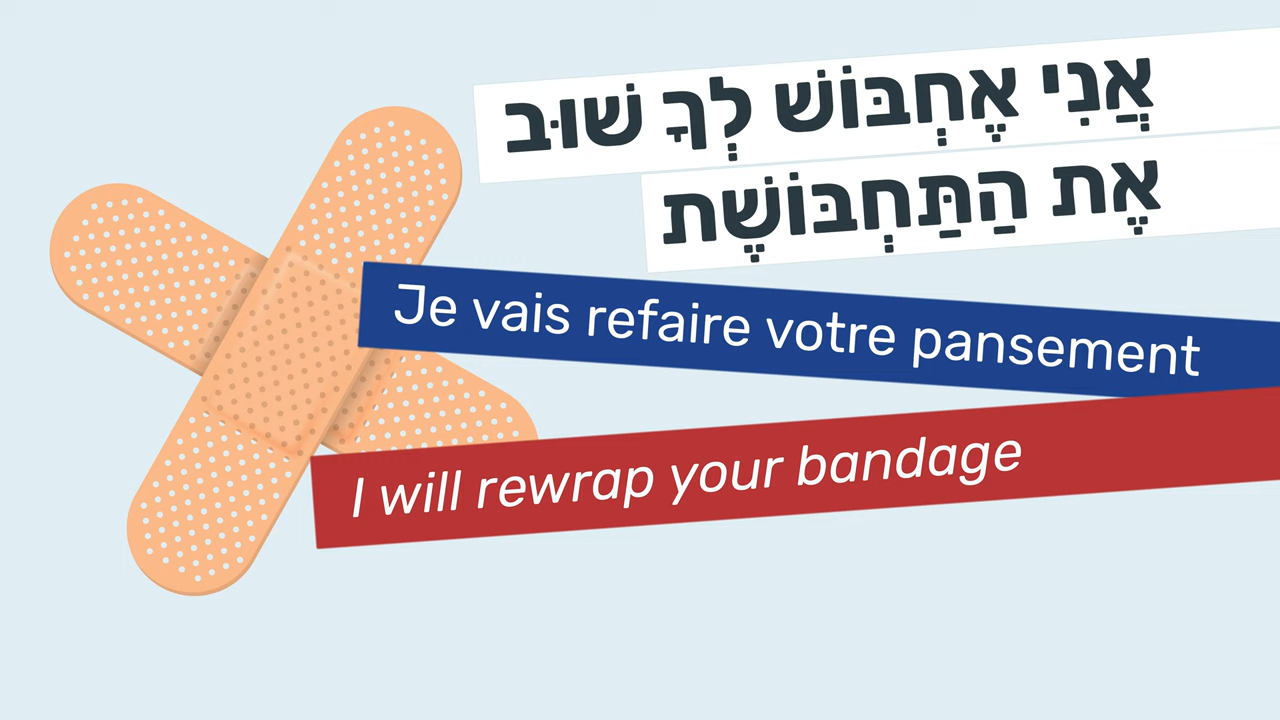 אֲנִי אֶחְבּוֹשׁ לְךָ שׁוּב
אֶת הַתַּחְבּוֹשֶׁת
Je vais refaire votre pansement
I will rewrap your bandage